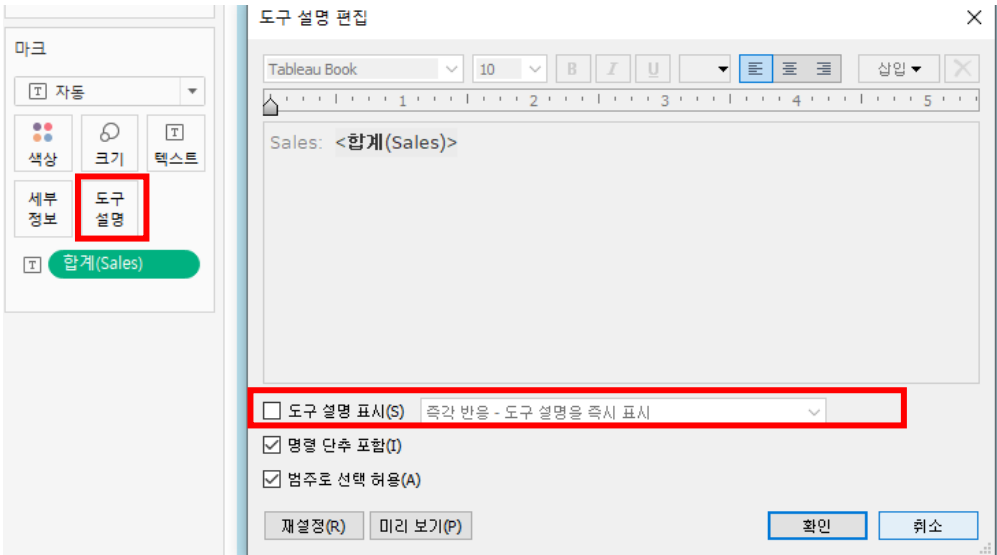 도구 설명 편집
마크
T 자동
색상 크기 텍스트
세부 정보
도구 설명
T 합계(Sales)
Tableau Book 10 B I U 삽입
1 2 3 4 5
Sales: <합계(Sales)>
도구 설명 표시(S) 즉각 반응 - 도구 설명을 즉시 표시
명령 단추 포함(I)
범주로 선택 허용(A)
재설정(R) 미리 보기(P) 확인 취소